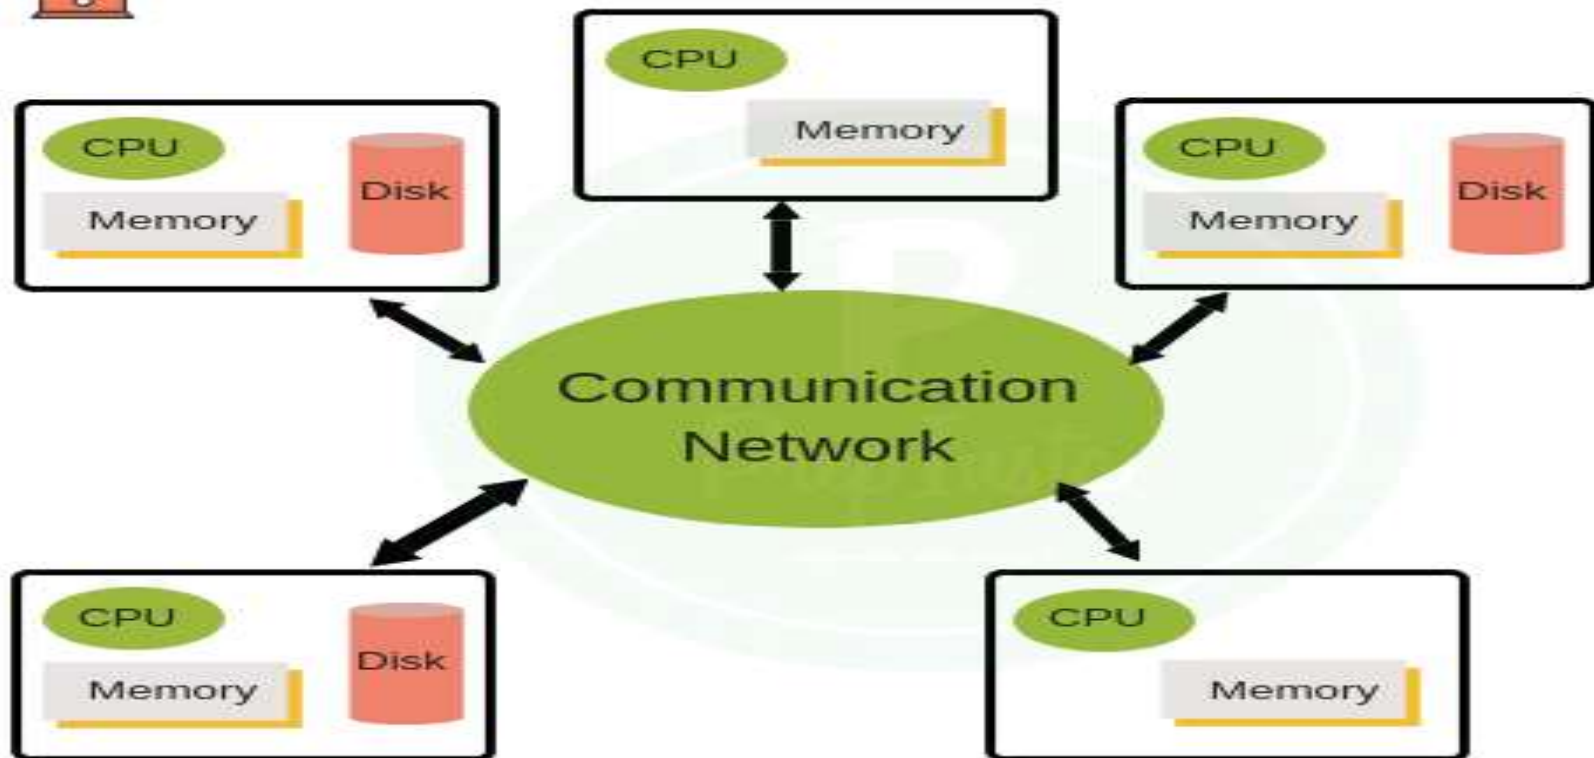 CPU
Memory
CPU
Memory
Disk
CPU
Memory
Disk
Communication
Network
CPU
Memory
Disk
CPU
Memory